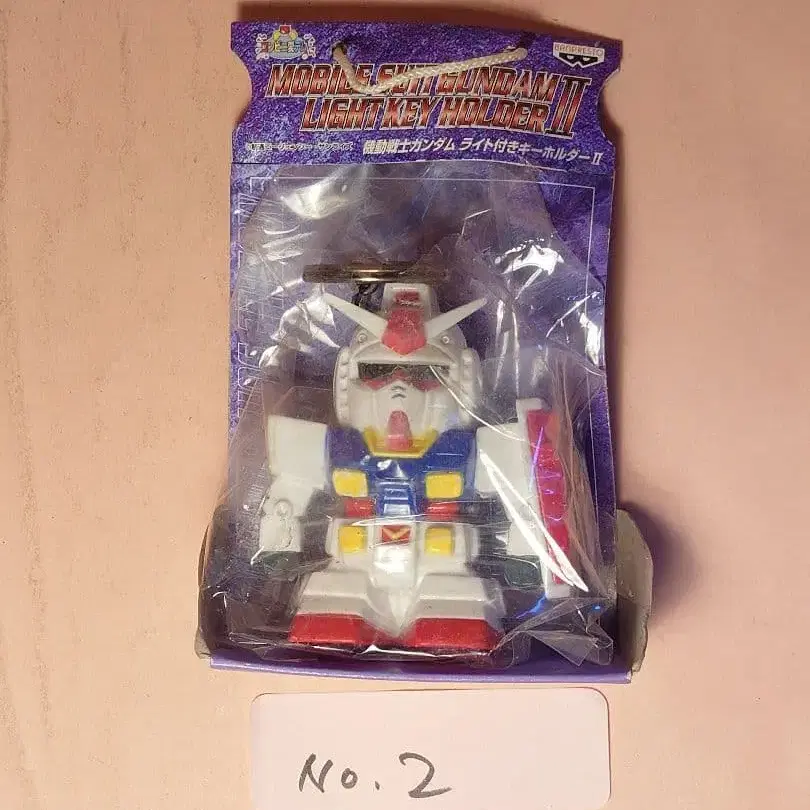 BANPRESTO
MOBILE SUIT GUNDAM
LIGHT KEY HOLDER II
機動戦士ガンダム ライト付きキーホルダーII
No. 2